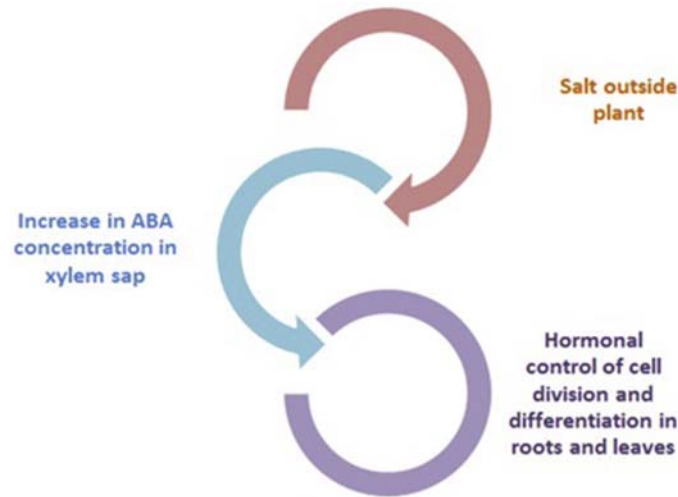 Salt outside
plant
Increase in ABA
concentration in
xylem sap
Hormonal
control of cell
division and
differentiation in
roots and leaves